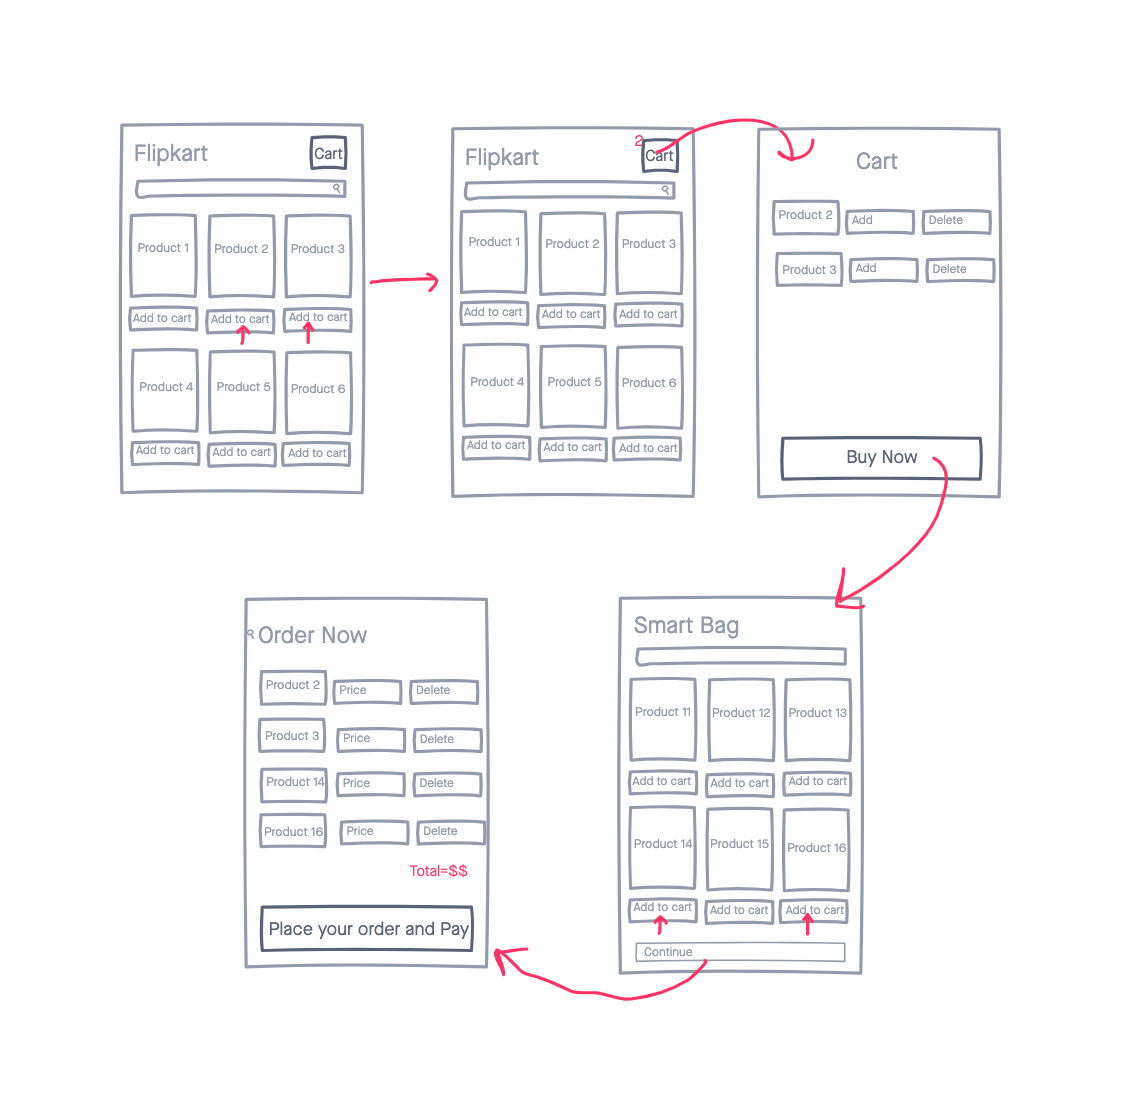 Flipkart
Cart
Product 1
Product 2
Product 3
Add to cart
Add to cart
Add to cart
Product 4
Product 5
Product 6
Add to cart
Add to cart
Add to cart
Flipkart
2
Cart
Product 1
Product 2
Product 3
Add to cart
Add to cart
Add to cart
Product 4
Product 5
Product 6
Add to cart
Add to cart
Add to cart
Cart
Product 2
Add
Delete
Product 3
Add
Delete
Buy Now
Order Now
Product 2
Price
Delete
Product 3
Price
Delete
Product 14
Price
Delete
Product 16
Price
Delete
Total=$$
Place your order and Pay
Smart Bag
Product 11
Product 12
Product 13
Add to cart
Add to cart
Add to cart
Product 14
Product 15
Product 16
Add to cart
Add to cart
Add to cart
Continue